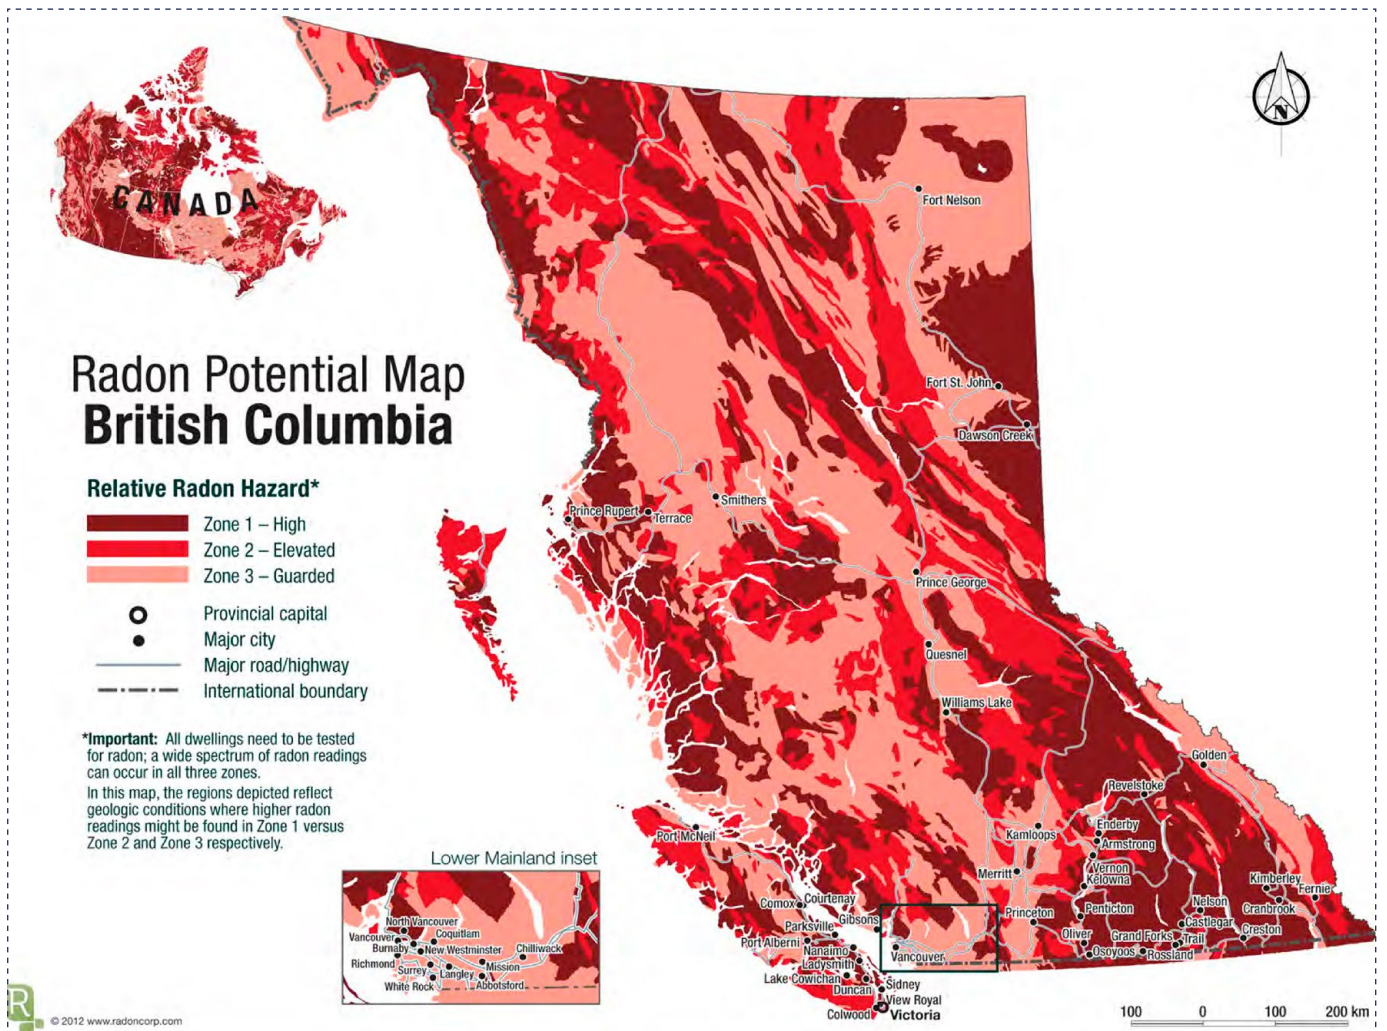 CANADA
N
Radon Potential Map
British Columbia
Relative Radon Hazard*
Zone 1 – High
Zone 2 – Elevated
Zone 3 – Guarded
Provincial capital
Major city
Major road/highway
International boundary
*Important: All dwellings need to be tested
for radon; a wide spectrum of radon readings
can occur in all three zones.
In this map, the regions depicted reflect
geologic conditions where higher radon
readings might be found in Zone 1 versus
Zone 2 and Zone 3 respectively.
Fort Nelson
Fort St. John
Dawson Creek
Smithers
Prince Rupert
Terrace
Prince George
Quesnel
Williams Lake
Golden
Revelstoke
Enderby
Kamloops
Armstrong
Port McNeil
Vernon
Merritt
Kelowna
Kimberley
Fernie
Comox
Courtenay
Nelson
Cranbrook
Gibsons
Princeton
Penticton
Castlegar
Parksville
Creston
Oliver
Grand Forks
Trail
Port Alberni
Nanaimo
Vancouver
Osoyoos
Rossland
Ladysmith
Lake Cowichan
Duncan
Sidney
View Royal
Colwood
Victoria
Lower Mainland inset
North Vancouver
Vancouver
Coquitlam
Burnaby
New Westminster
Chilliwack
Richmond
Surrey
Langley
Mission
White Rock
Abbotsford
R
© 2012 www.radoncorp.com
100 0 100 200 km